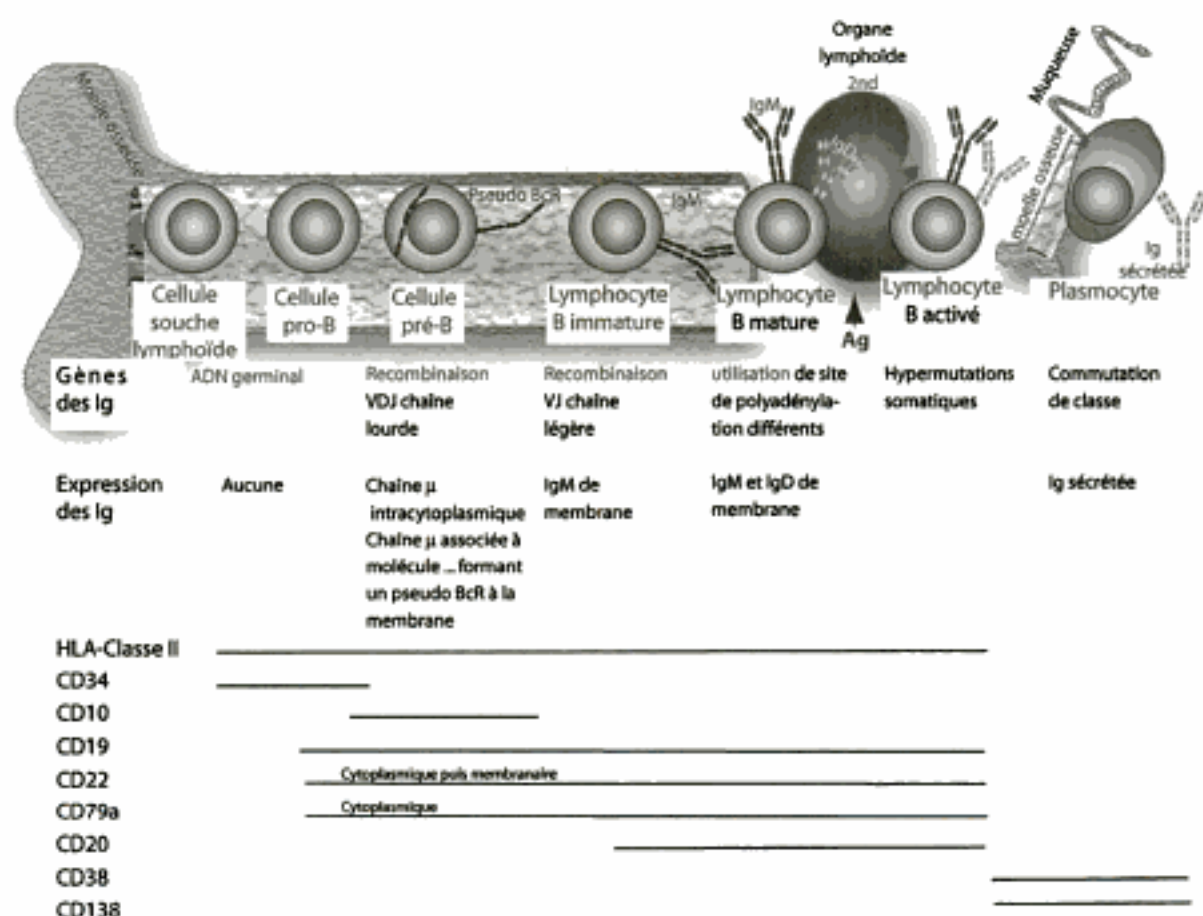 Organe
lymphoïde
2nd
Muqueuse
IgM
IgD
Moelle osseuse
Pseudo BcR
IgM
moelle osseuse
Ig
sécrétée
Cellule
souche
lymphoïde
Cellule
pro-B
Cellule
pré-B
Lymphocyte
B immature
Lymphocyte
B mature
Ag
Lymphocyte
B activé
Plasmocyte
Gènes
des Ig
ADN germinal
Recombinaison
VDJ chaîne
lourde
Recombinaison
VJ chaîne
légère
utilisation de site
de polyadényla-
tion différents
Hypermutations
somatiques
Commutation
de classe
Expression
des Ig
Aucune
Chaîne μ
intracytoplasmique
Chaîne μ associée à
molécule ... formant
un pseudo BcR à la
membrane
IgM de
membrane
IgM et IgD de
membrane
Ig sécrétée
HLA-Classe II
CD34
CD10
CD19
CD22 Cytoplasmique puis membranaire
CD79a Cytoplasmique
CD20
CD38
CD138